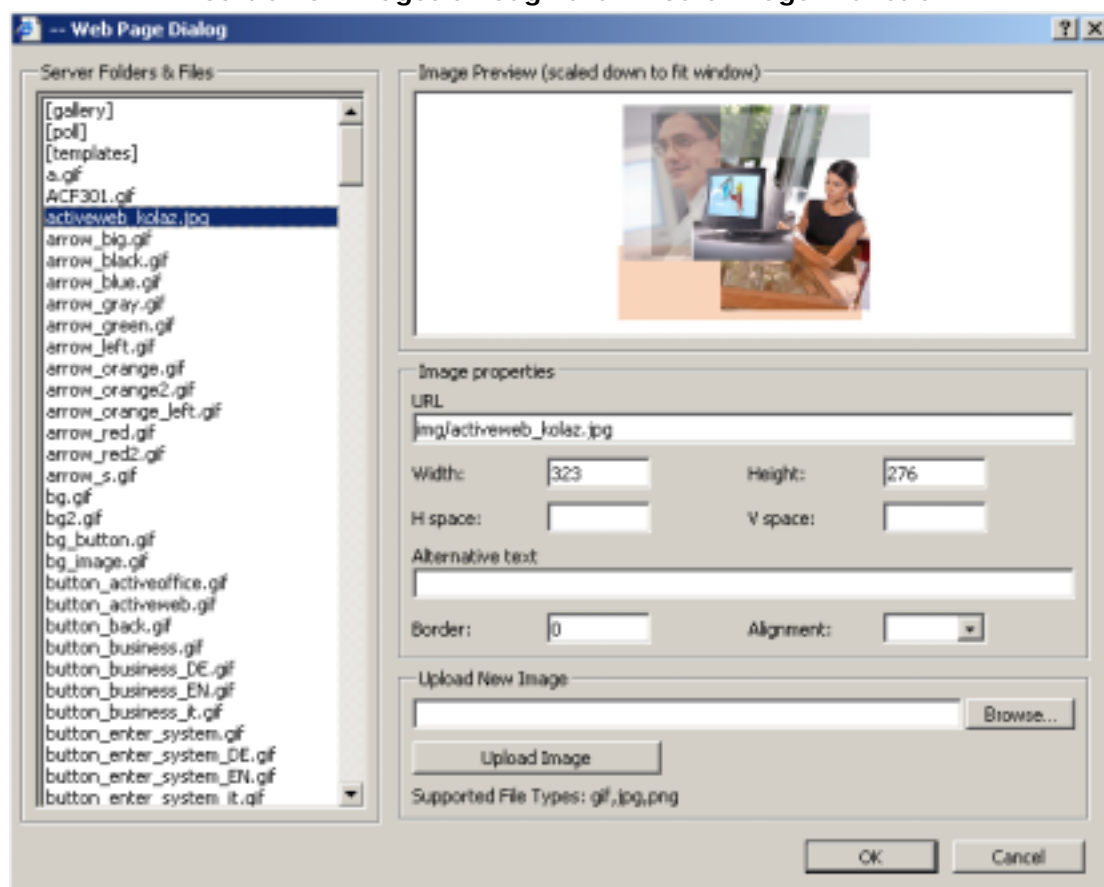 -- Web Page Dialog
Server Folders & Files
[gallery]
[poll]
[templates]
a.gif
ACF301.gif
activeweb_kolaz.jpg
arrow_big.gif
arrow_black.gif
arrow_blue.gif
arrow_gray.gif
arrow_green.gif
arrow_left.gif
arrow_orange.gif
arrow_orange2.gif
arrow_orange_left.gif
arrow_red.gif
arrow_red2.gif
arrow_s.gif
bg.gif
bg2.gif
bg_button.gif
bg_image.gif
button_activeoffice.gif
button_activeweb.gif
button_back.gif
button_business.gif
button_business_DE.gif
button_business_EN.gif
button_business_it.gif
button_enter_system.gif
button_enter_system_DE.gif
button_enter_system_EN.gif
button_enter_system_it.gif
Image Preview (scaled down to fit window)
Image properties
URL
img/activeweb_kolaz.jpg
Width: 323 Height: 276
H space: V space:
Alternative text
Border: 0 Alignment:
Upload New Image
Browse...
Upload Image
Supported File Types: gif,jpg,png
OK Cancel